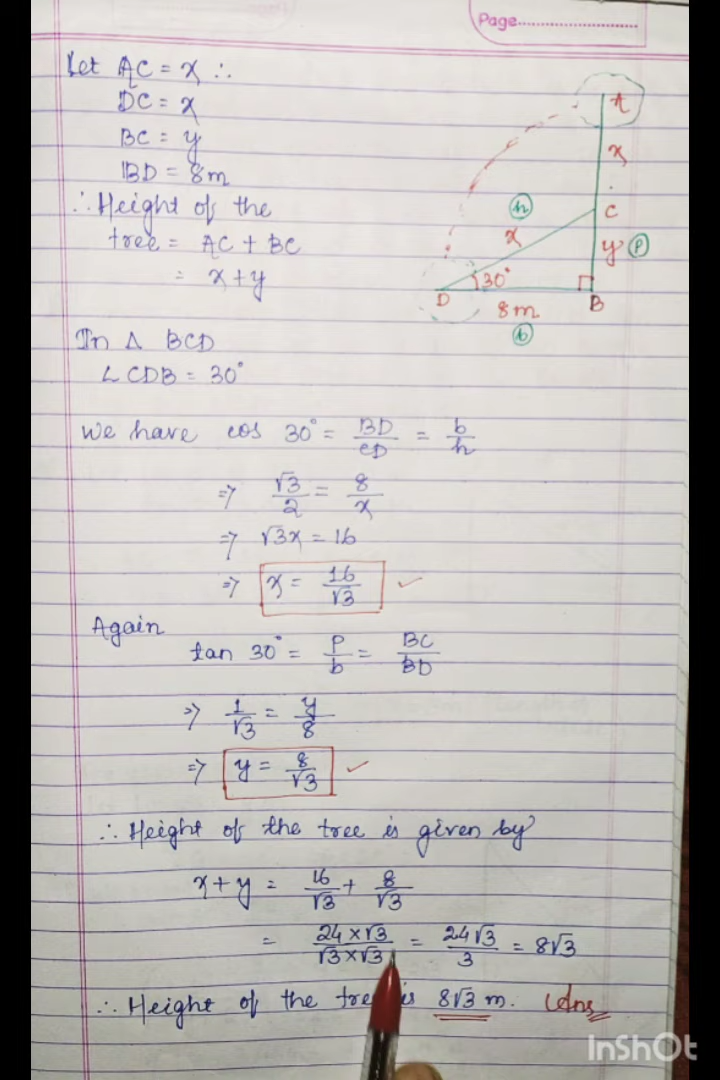 Page
Let AC = x ∴
DC = x
BC = y
BD = 8m
∴ Height of the
tree = AC + BC
= x + y
A
x
C
h
x
y P
30°
D
8 m
B
b
In Δ BCD
∠CDB = 30°
We have cos 30° = BD/CD = b/h
⇒ √3/2 = 8/x
⇒ √3x = 16
⇒ x = 16/√3 ✓
Again
tan 30° = P/b = BC/BD
⇒ 1/√3 = y/8
⇒ y = 8/√3 ✓
∴ Height of the tree is given by
x + y = 16/√3 + 8/√3
= 24×√3/√3×√3 = 24√3/3 = 8√3
∴ Height of the tree is 8√3 m. (Ans
InShOt